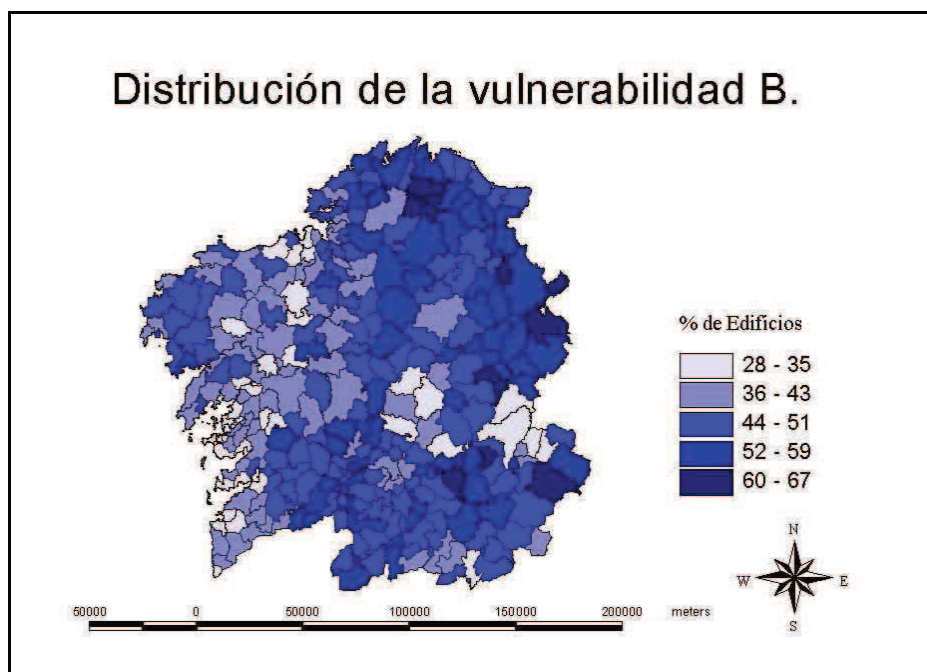 Distribución de la vulnerabilidad B.
% de Edificios
28 - 35
36 - 43
44 - 51
52 - 59
60 - 67
N
W E
S
50000 0 50000 100000 150000 200000 meters